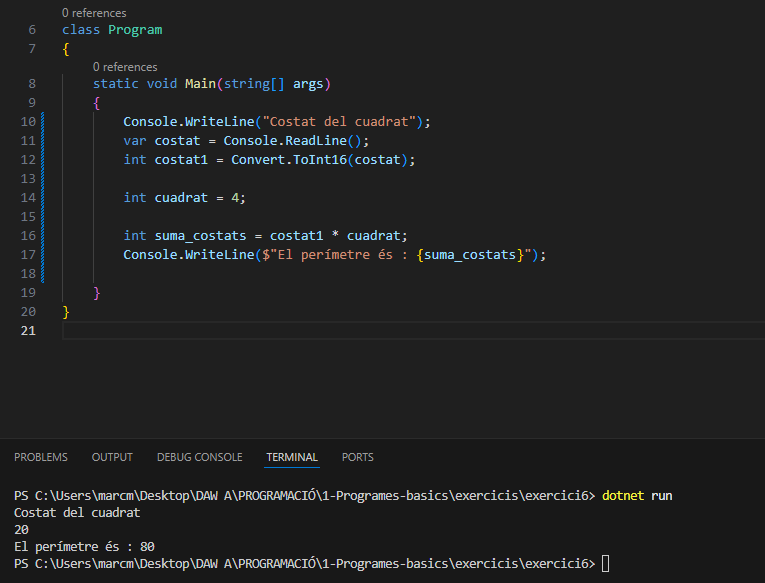 0 references
6 class Program
7 {
0 references
8 static void Main(string[] args)
9 {
10 Console.WriteLine("Costat del cuadrat");
11 var costat = Console.ReadLine();
12 int costat1 = Convert.ToInt16(costat);
13
14 int cuadrat = 4;
15
16 int suma_costats = costat1 * cuadrat;
17 Console.WriteLine($"El perímetre és : {suma_costats}");
18
19 }
20 }
21
PROBLEMS OUTPUT DEBUG CONSOLE TERMINAL PORTS
PS C:\Users\marcm\Desktop\DAW A\PROGRAMACIÓ\1-Programes-basics\exercicis\exercici6> dotnet run
Costat del cuadrat
20
El perímetre és : 80
PS C:\Users\marcm\Desktop\DAW A\PROGRAMACIÓ\1-Programes-basics\exercicis\exercici6>